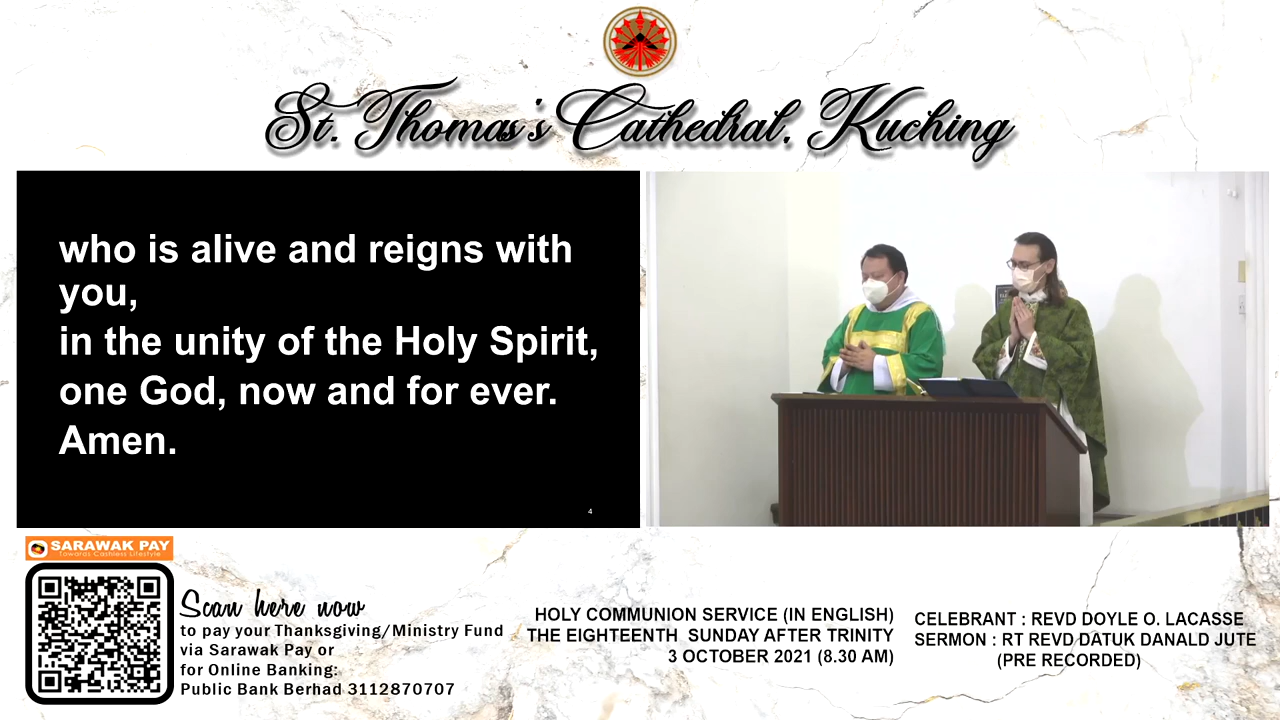 St. Thomas's Cathedral, Kuching
who is alive and reigns with
you,
in the unity of the Holy Spirit,
one God, now and for ever.
Amen.
4
SARAWAK PAY
Towards Cashless Lifestyle
Scan here now
to pay your Thanksgiving/Ministry Fund
via Sarawak Pay or
for Online Banking:
Public Bank Berhad 3112870707
HOLY COMMUNION SERVICE (IN ENGLISH)
THE EIGHTEENTH SUNDAY AFTER TRINITY
3 OCTOBER 2021 (8.30 AM)
CELEBRANT : REVD DOYLE O. LACASSE
SERMON : RT REVD DATUK DANALD JUTE
(PRE RECORDED)